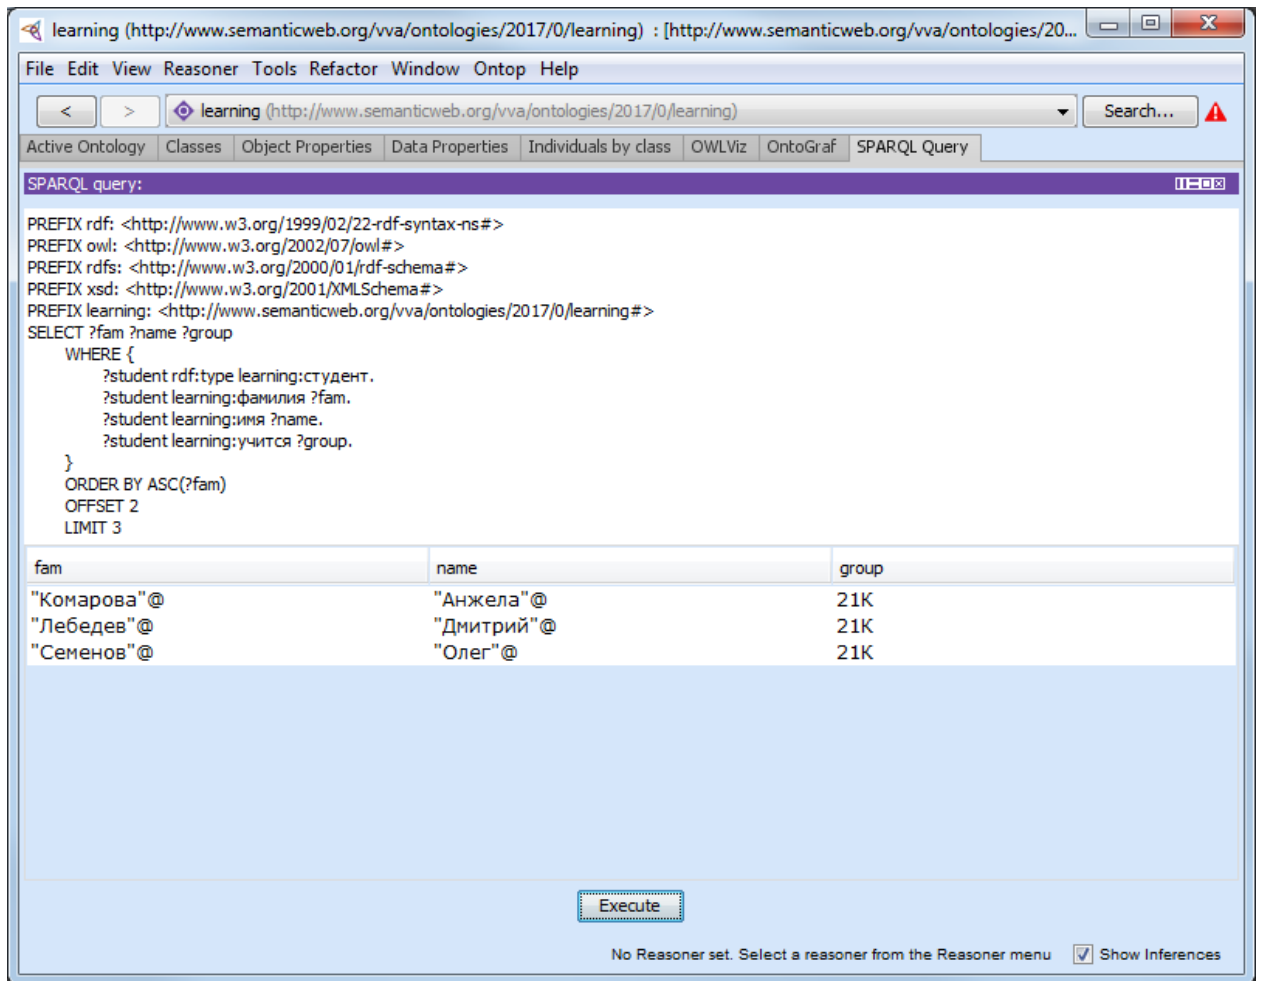 learning (http://www.semanticweb.org/vva/ontologies/2017/0/learning) : [http://www.semanticweb.org/vva/ontologies/20...
File Edit View Reasoner Tools Refactor Window Ontop Help
< > learning (http://www.semanticweb.org/vva/ontologies/2017/0/learning) Search...
Active Ontology Classes Object Properties Data Properties Individuals by class OWLViz OntoGraf SPARQL Query
SPARQL query:
PREFIX rdf: <http://www.w3.org/1999/02/22-rdf-syntax-ns#>
PREFIX owl: <http://www.w3.org/2002/07/owl#>
PREFIX rdfs: <http://www.w3.org/2000/01/rdf-schema#>
PREFIX xsd: <http://www.w3.org/2001/XMLSchema#>
PREFIX learning: <http://www.semanticweb.org/vva/ontologies/2017/0/learning#>
SELECT ?fam ?name ?group
WHERE {
?student rdf:type learning:студент.
?student learning:фамилия ?fam.
?student learning:имя ?name.
?student learning:учится ?group.
}
ORDER BY ASC(?fam)
OFFSET 2
LIMIT 3
fam name group
"Комарова"@ "Анжела"@ 21К
"Лебедев"@ "Дмитрий"@ 21К
"Семенов"@ "Олег"@ 21К
Execute
No Reasoner set. Select a reasoner from the Reasoner menu Show Inferences